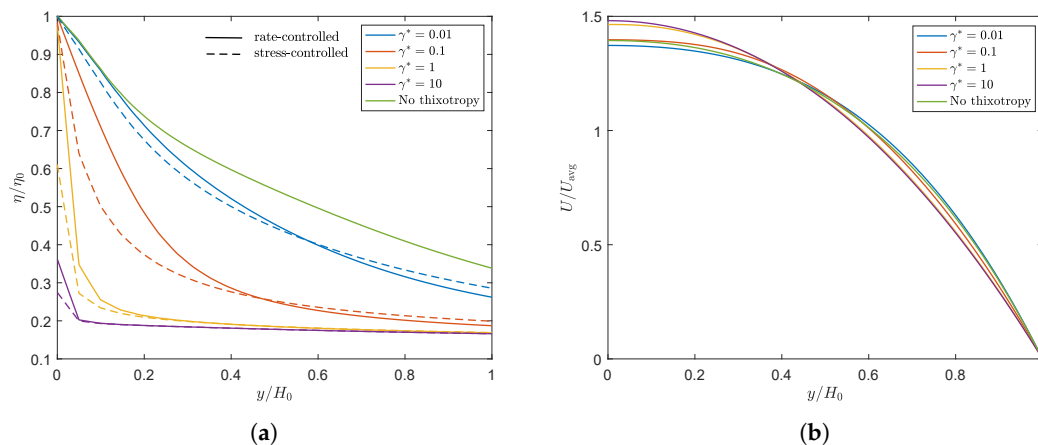 1
0.9
0.8
0.7
0.6
0.5
0.4
0.3
0.2
0.1
η/η₀
0 0.2 0.4 0.6 0.8 1
y/H₀
rate-controlled
stress-controlled
γ* = 0.01
γ* = 0.1
γ* = 1
γ* = 10
No thixotropy
(a)
1.5
1
0.5
0
U/U_avg
0 0.2 0.4 0.6 0.8
y/H₀
γ* = 0.01
γ* = 0.1
γ* = 1
γ* = 10
No thixotropy
(b)